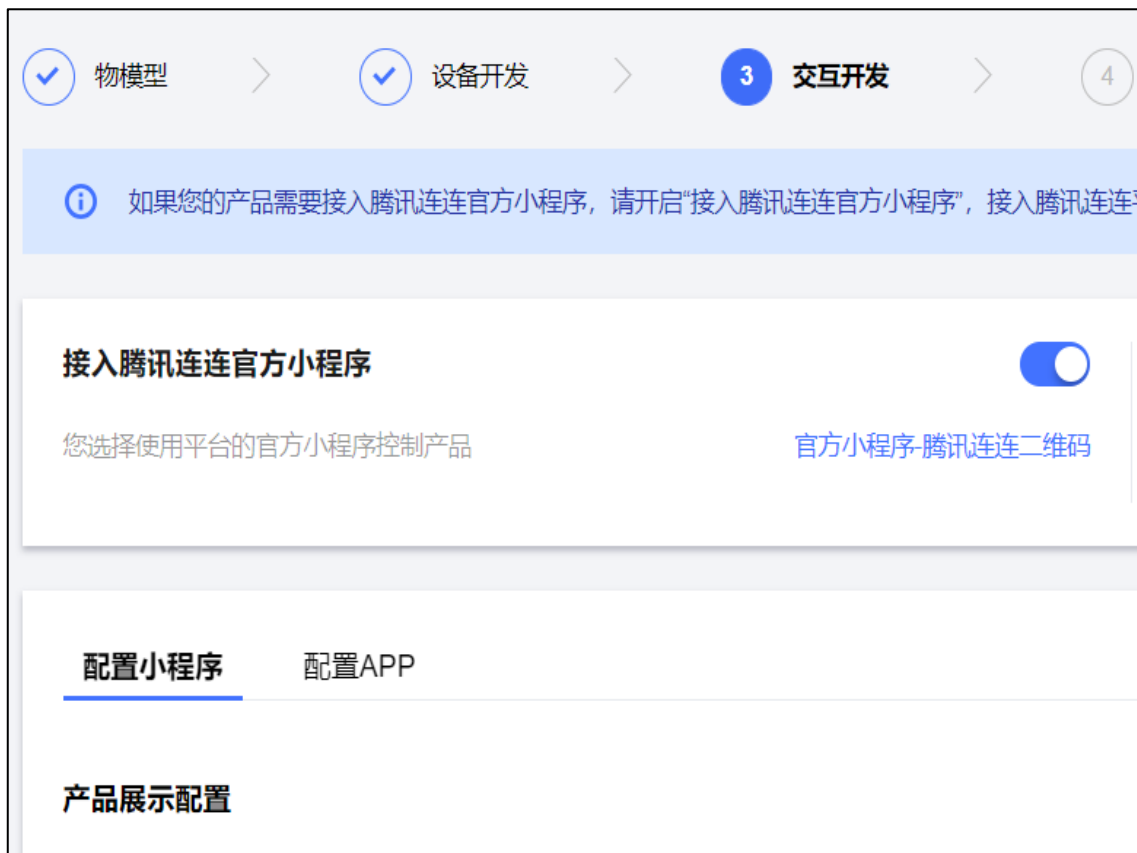 物模型 设备开发 3 交互开发 4
如果您的产品需要接入腾讯连连官方小程序，请开启“接入腾讯连连官方小程序”，接入腾讯连连
接入腾讯连连官方小程序
您选择使用平台的官方小程序控制产品 官方小程序-腾讯连连二维码
配置小程序 配置APP
产品展示配置